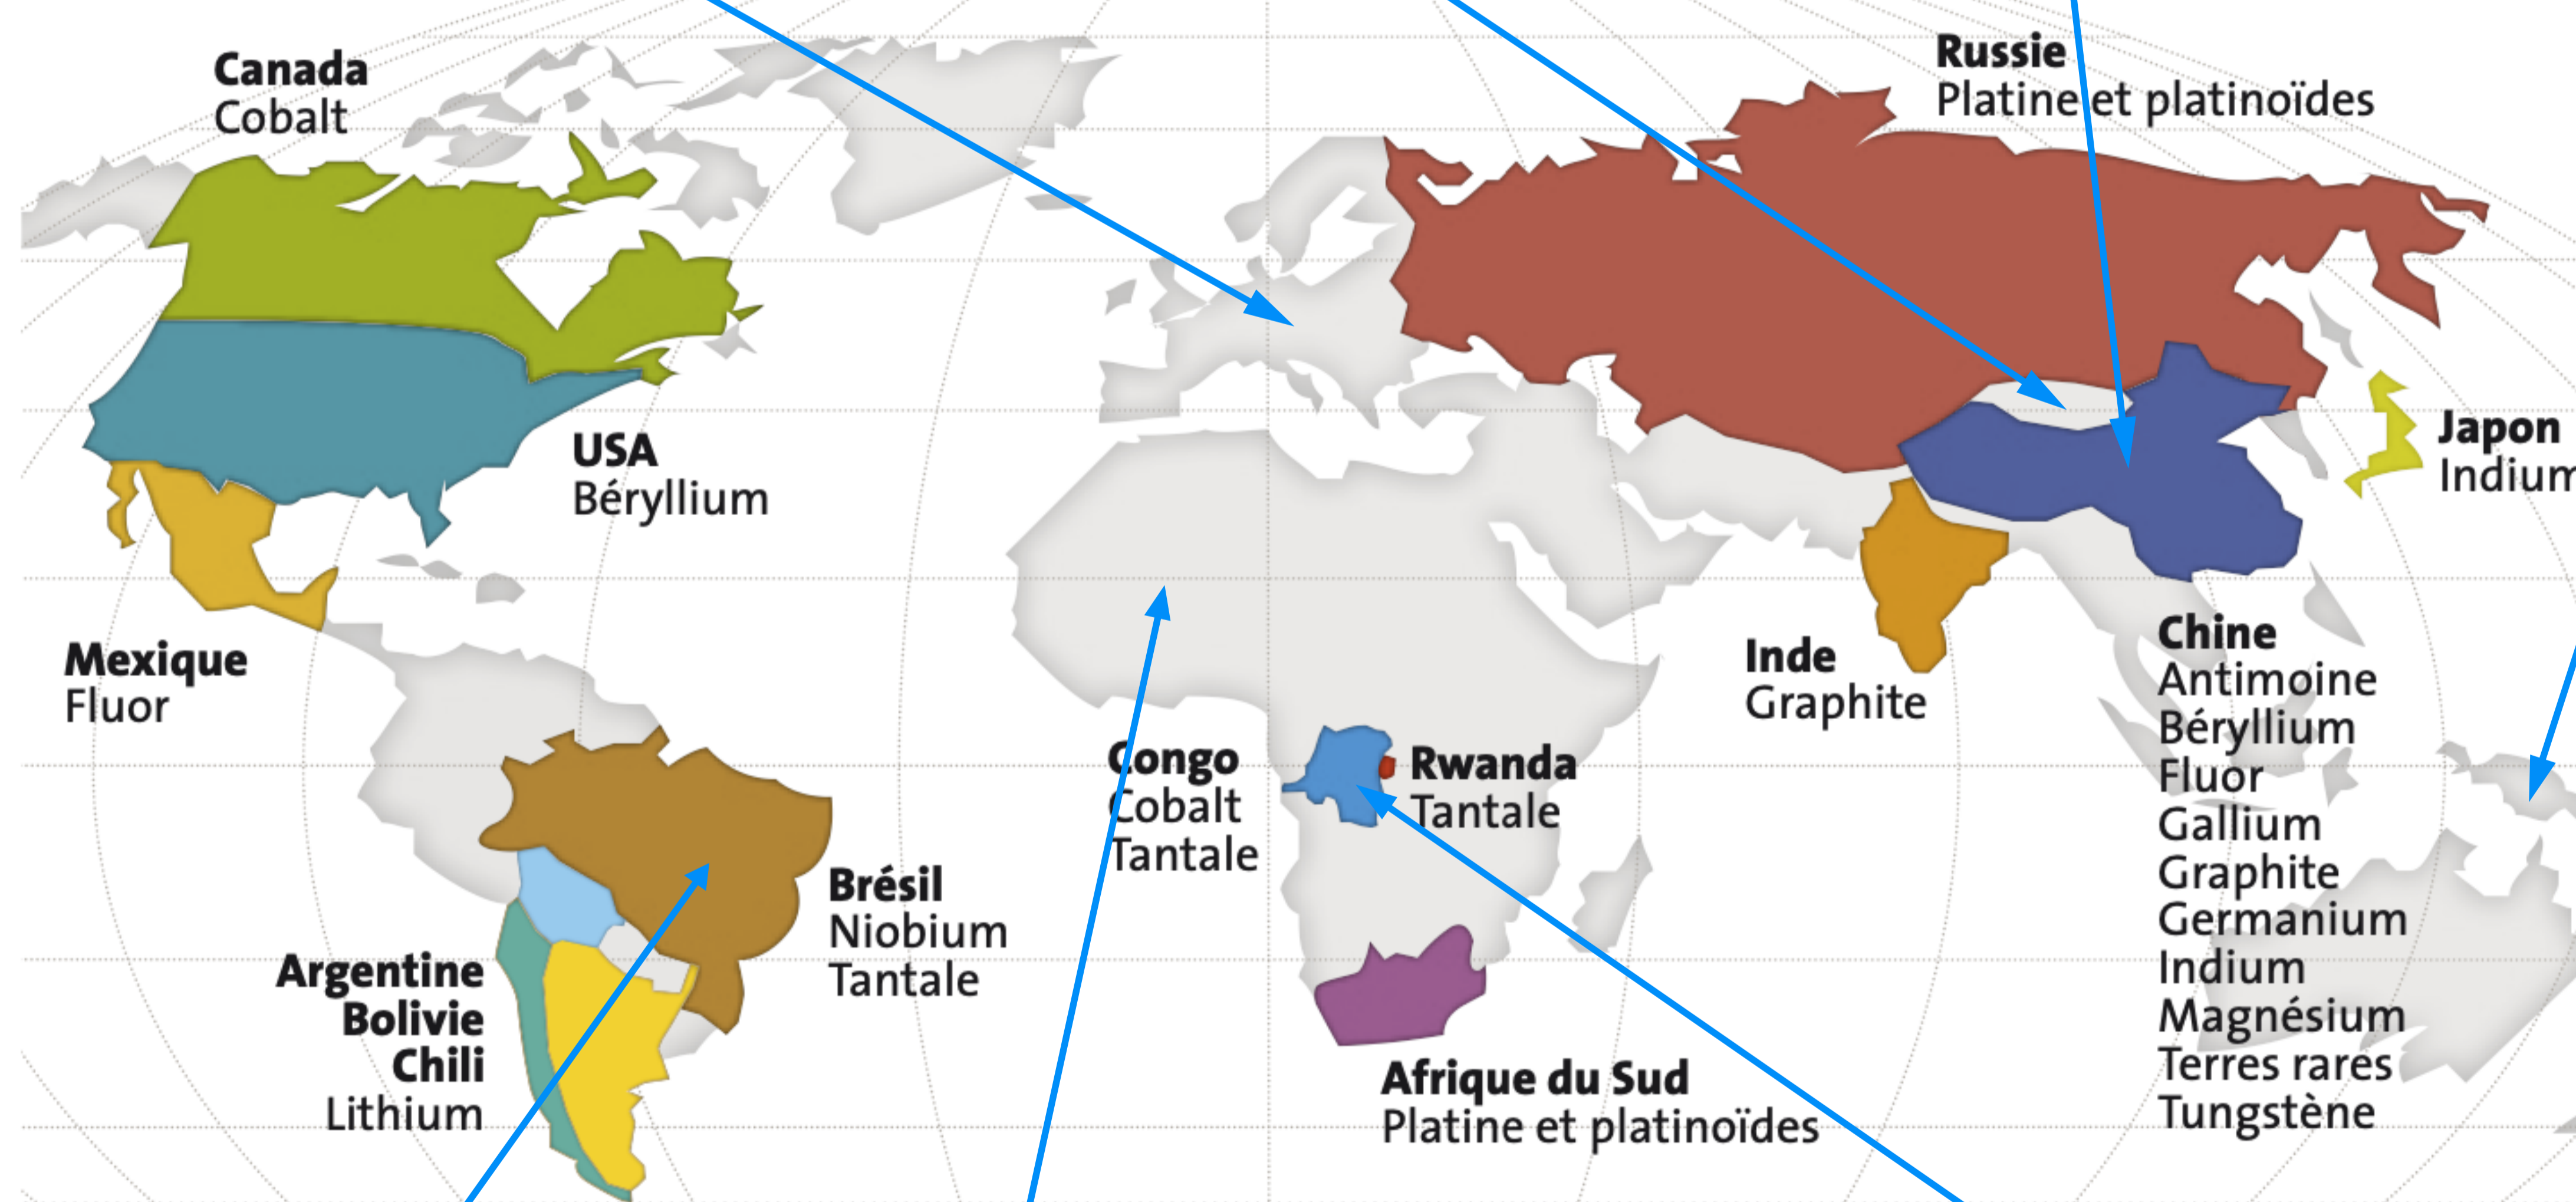 Canada
Cobalt
Russie
Platine et platinoïdes
USA
Béryllium
Japon
Indium
Mexique
Fluor
Inde
Graphite
Chine
Antimoine
Béryllium
Fluor
Gallium
Graphite
Germanium
Indium
Magnésium
Terres rares
Tungstène
Congo
Cobalt
Tantale
Rwanda
Tantale
Brésil
Niobium
Tantale
Argentine
Bolivie
Chili
Lithium
Afrique du Sud
Platine et platinoïdes